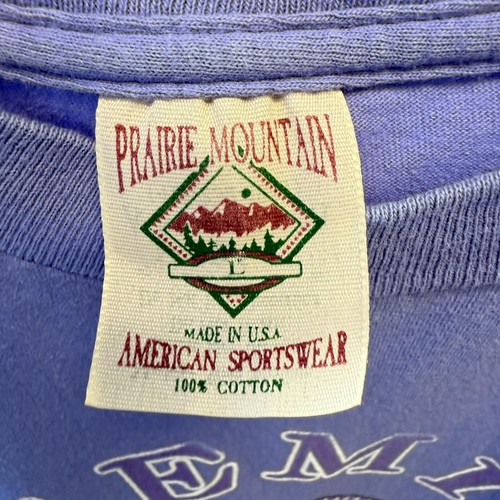 PRAIRIE MOUNTAIN
L
MADE IN U.S.A.
AMERICAN SPORTSWEAR
100% COTTON